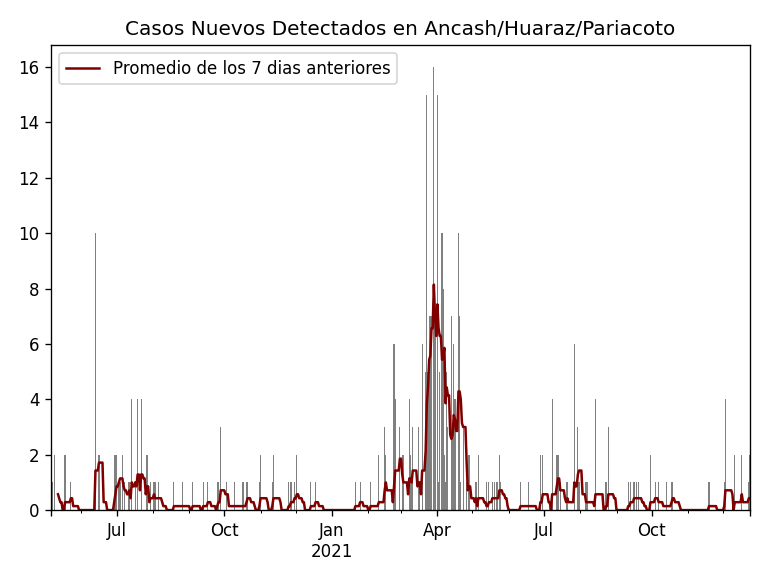 Casos Nuevos Detectados en Ancash/Huaraz/Pariacoto
Promedio de los 7 dias anteriores
16
14
12
10
8
6
4
2
0
Jul
Oct
Jan
2021
Apr
Jul
Oct